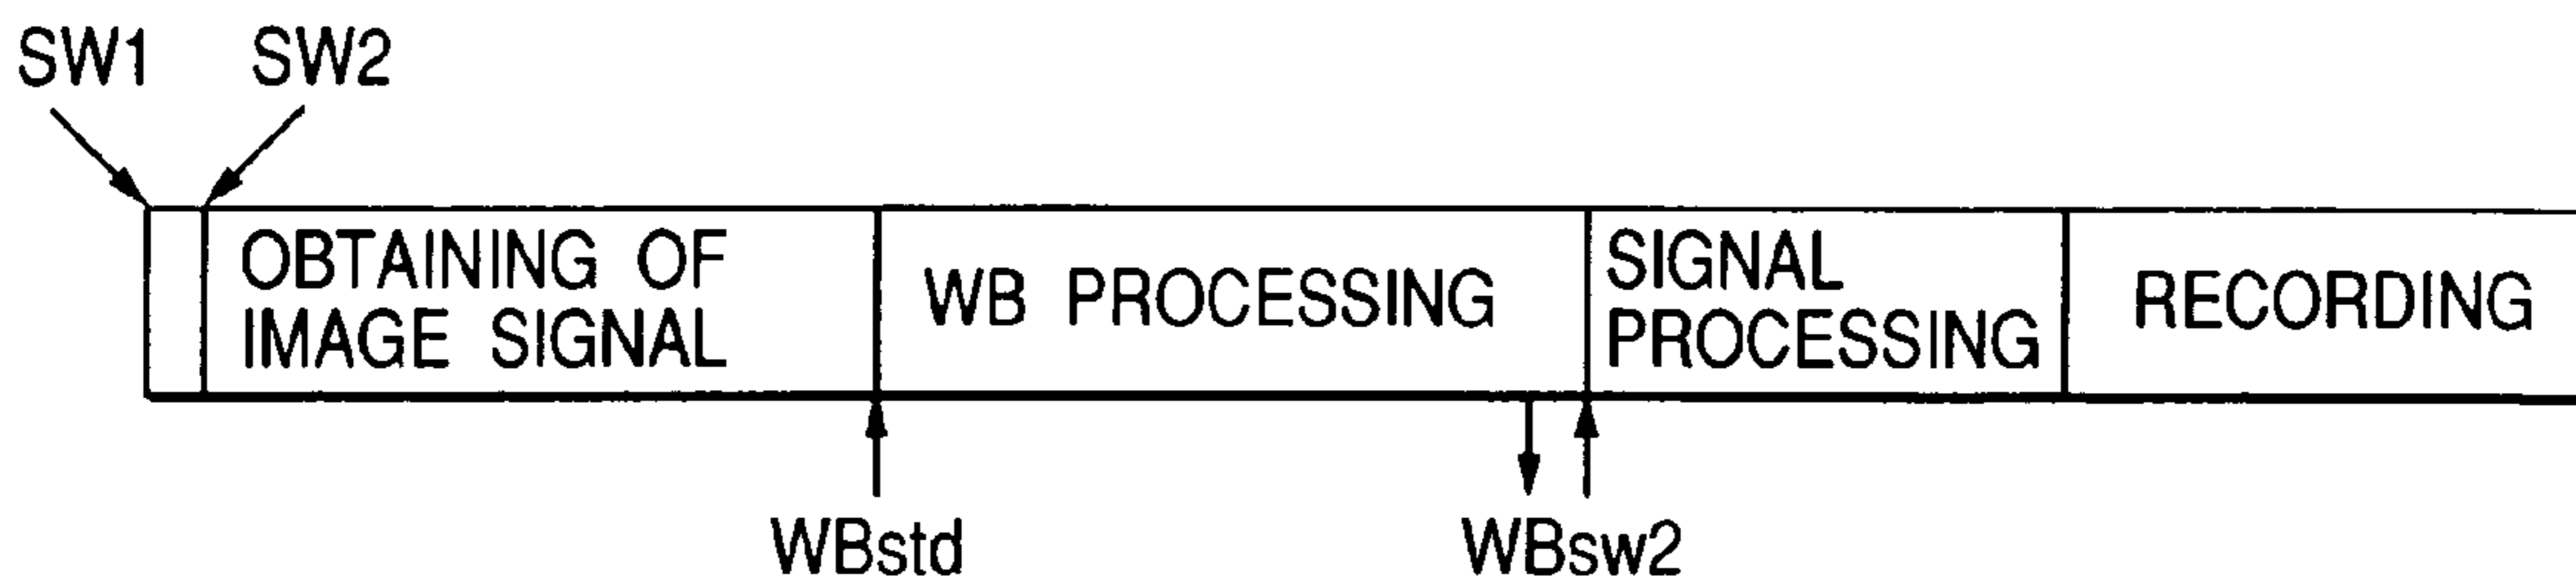 SW1 SW2
OBTAINING OF
IMAGE SIGNAL
WB PROCESSING
SIGNAL
PROCESSING
RECORDING
WBstd WBsw2